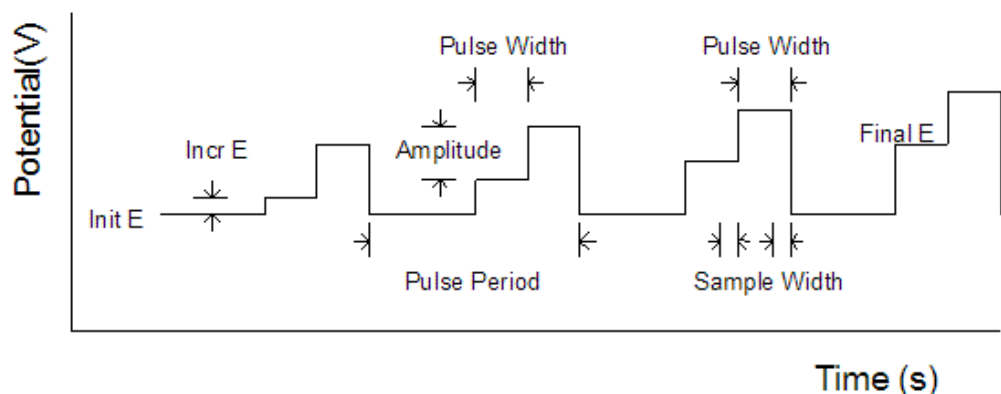 Potential(V)
Pulse Width
Pulse Width
Incr E
Amplitude
Final E
Init E
Pulse Period
Sample Width
Time (s)